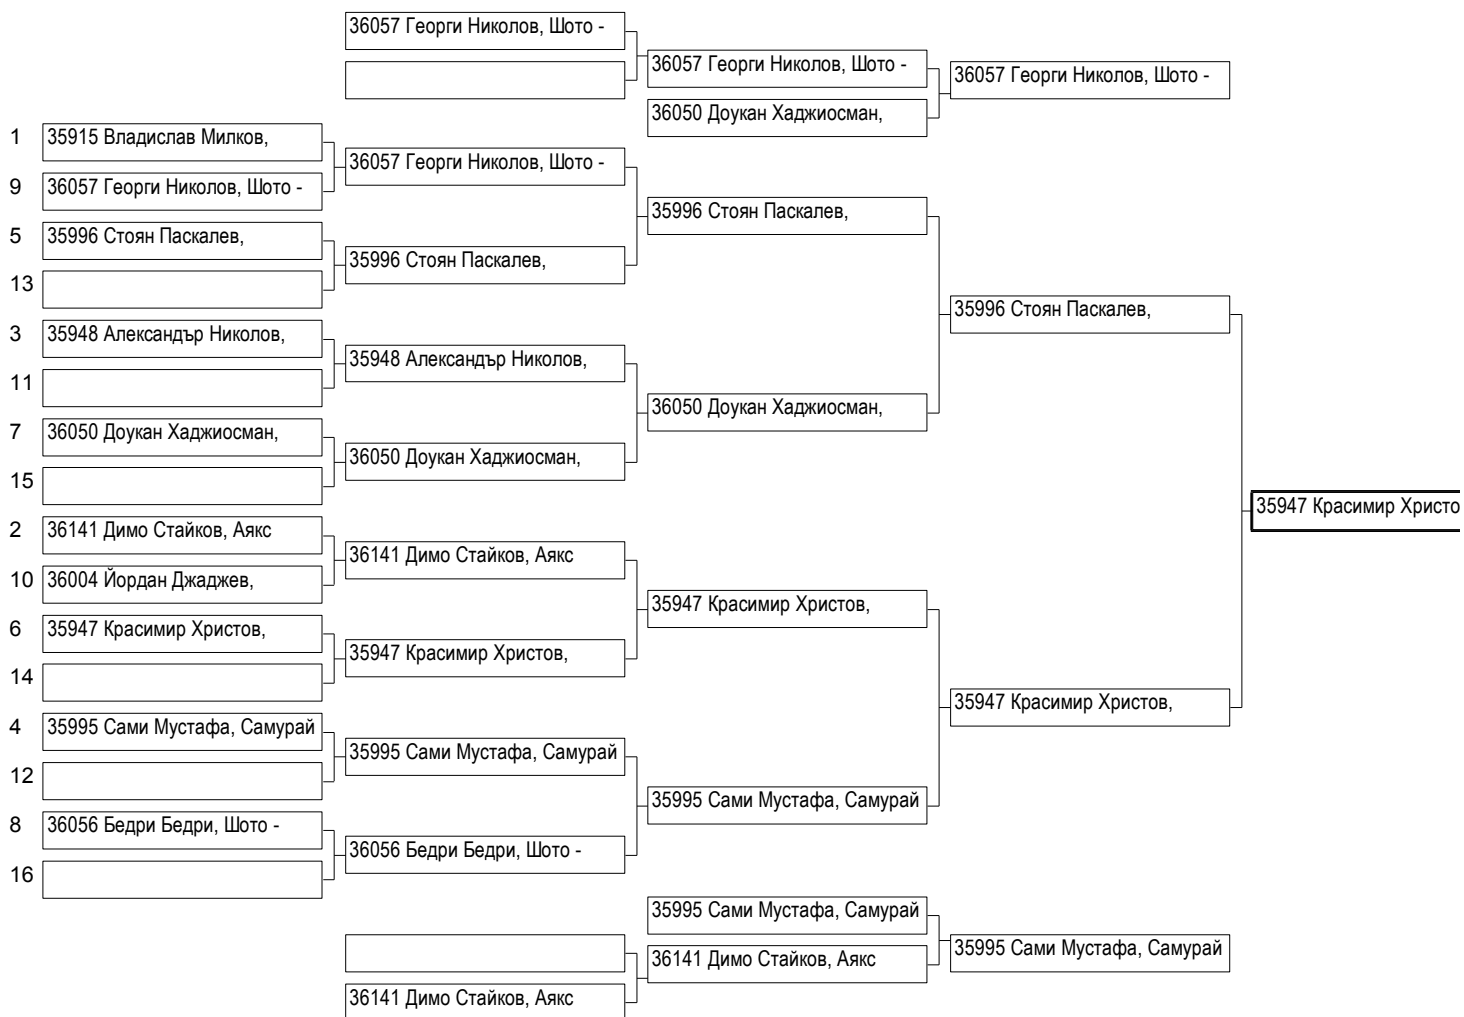 36057 Георги Николов, Шото -
36057 Георги Николов, Шото -
36057 Георги Николов, Шото -
36050 Доукан Хаджиосман,
1 35915 Владислав Милков,
36057 Георги Николов, Шото -
9 36057 Георги Николов, Шото -
35996 Стоян Паскалев,
5 35996 Стоян Паскалев,
35996 Стоян Паскалев,
13
35996 Стоян Паскалев,
3 35948 Александър Николов,
35948 Александър Николов,
11
36050 Доукан Хаджиосман,
7 36050 Доукан Хаджиосман,
36050 Доукан Хаджиосман,
15
35947 Красимир Христо
2 36141 Димо Стайков, Аякс
36141 Димо Стайков, Аякс
10 36004 Йордан Джаджев,
35947 Красимир Христов,
6 35947 Красимир Христов,
35947 Красимир Христов,
14
35947 Красимир Христов,
4 35995 Сами Мустафа, Самурай
35995 Сами Мустафа, Самурай
12
35995 Сами Мустафа, Самурай
8 36056 Бедри Бедри, Шото -
36056 Бедри Бедри, Шото -
16
35995 Сами Мустафа, Самурай
35995 Сами Мустафа, Самурай
36141 Димо Стайков, Аякс
36141 Димо Стайков, Аякс